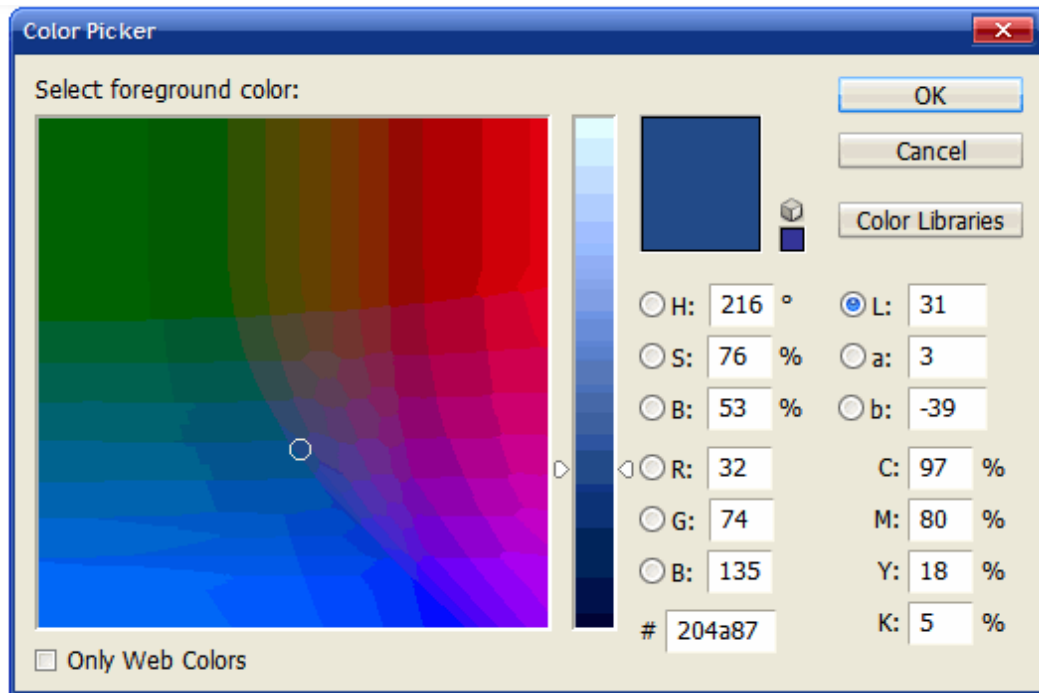 Color Picker
Select foreground color:
OK
Cancel
Color Libraries
H: 216 ° L: 31
S: 76 % a: 3
B: 53 % b: -39
R: 32 C: 97 %
G: 74 M: 80 %
B: 135 Y: 18 %
# 204a87 K: 5 %
Only Web Colors